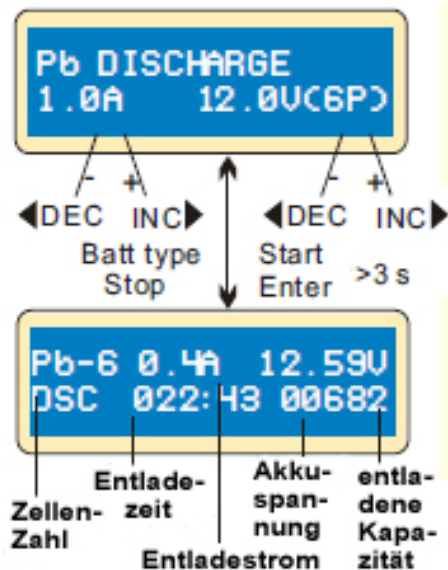 Pb DISCHARGE
1.0A 12.0V(6P)
- + - +
◀DEC INC▶ ◀DEC INC▶
Batt type Start
Stop Enter >3 s
Pb-6 0.4A 12.59V
DSC 022:43 00682
Zellen-
Zahl
Entlade-
zeit
Entladestrom
Akku-
span-
nung
entla-
dene
Kapa-
zität